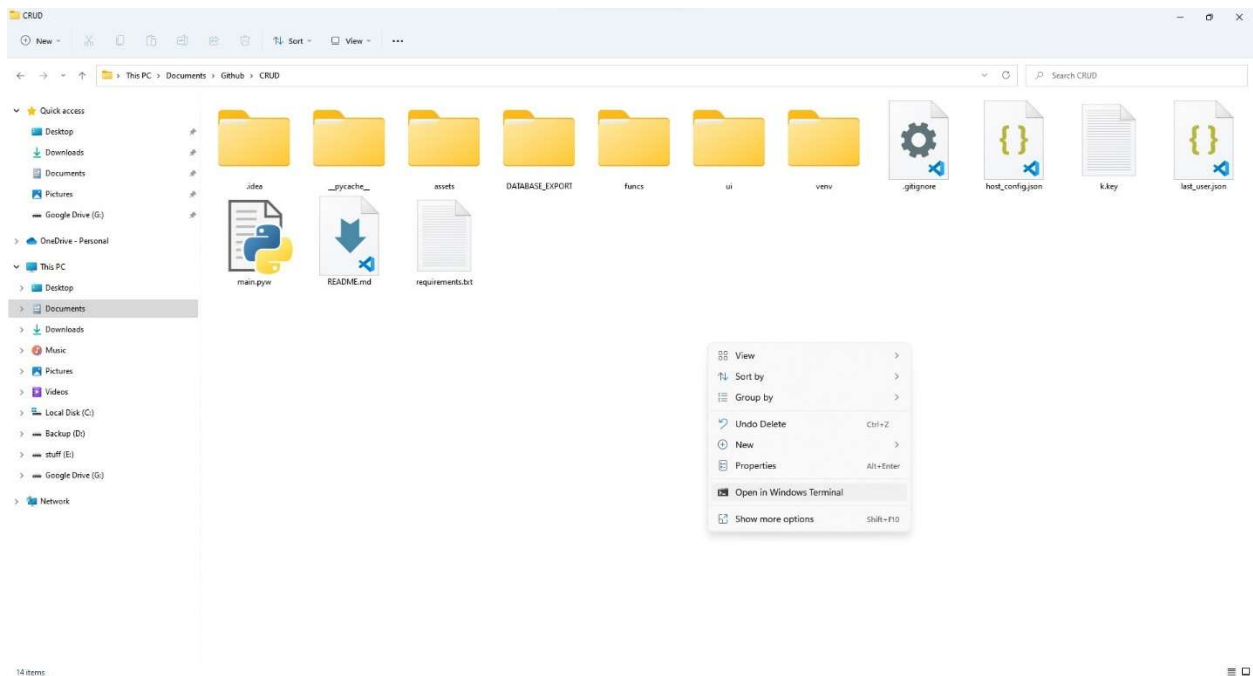 CRUD
New
Sort
View
This PC > Documents > Github > CRUD
Search CRUD
Quick access
Desktop
Downloads
Documents
Pictures
Google Drive (G:)
OneDrive - Personal
This PC
Desktop
Documents
Downloads
Music
Pictures
Videos
Local Disk (C:)
Backup (D:)
stuff (E:)
Google Drive (G:)
Network
.idea
__pycache__
assets
DATABASE_EXPORT
funcs
ui
venv
.gitignore
host_config.json
k.key
last_user.json
main.pyw
README.md
requirements.txt
View
Sort by
Group by
Undo Delete Ctrl+Z
New
Properties Alt+Enter
Open in Windows Terminal
Show more options Shift+F10
14 items